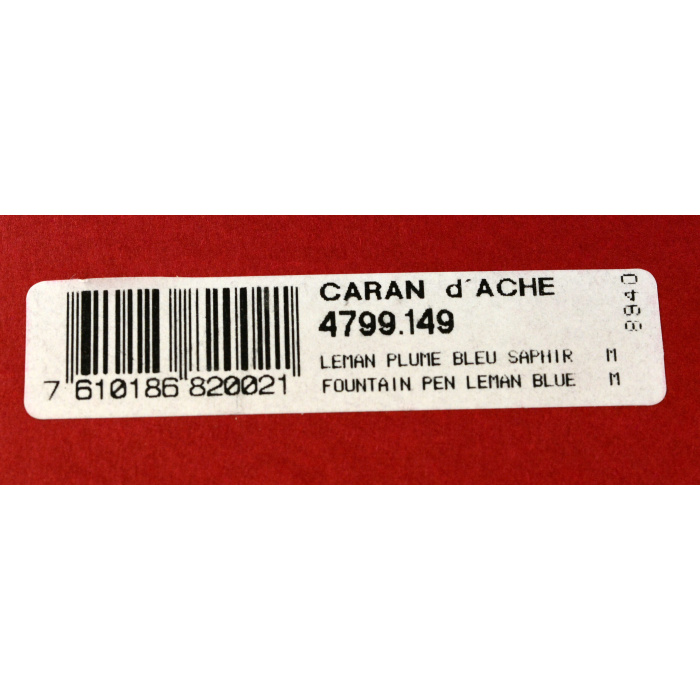 CARAN d'ACHE
4799.149
LEMAN PLUME BLEU SAPHIR M
FOUNTAIN PEN LEMAN BLUE M
7 610186 820021
8940